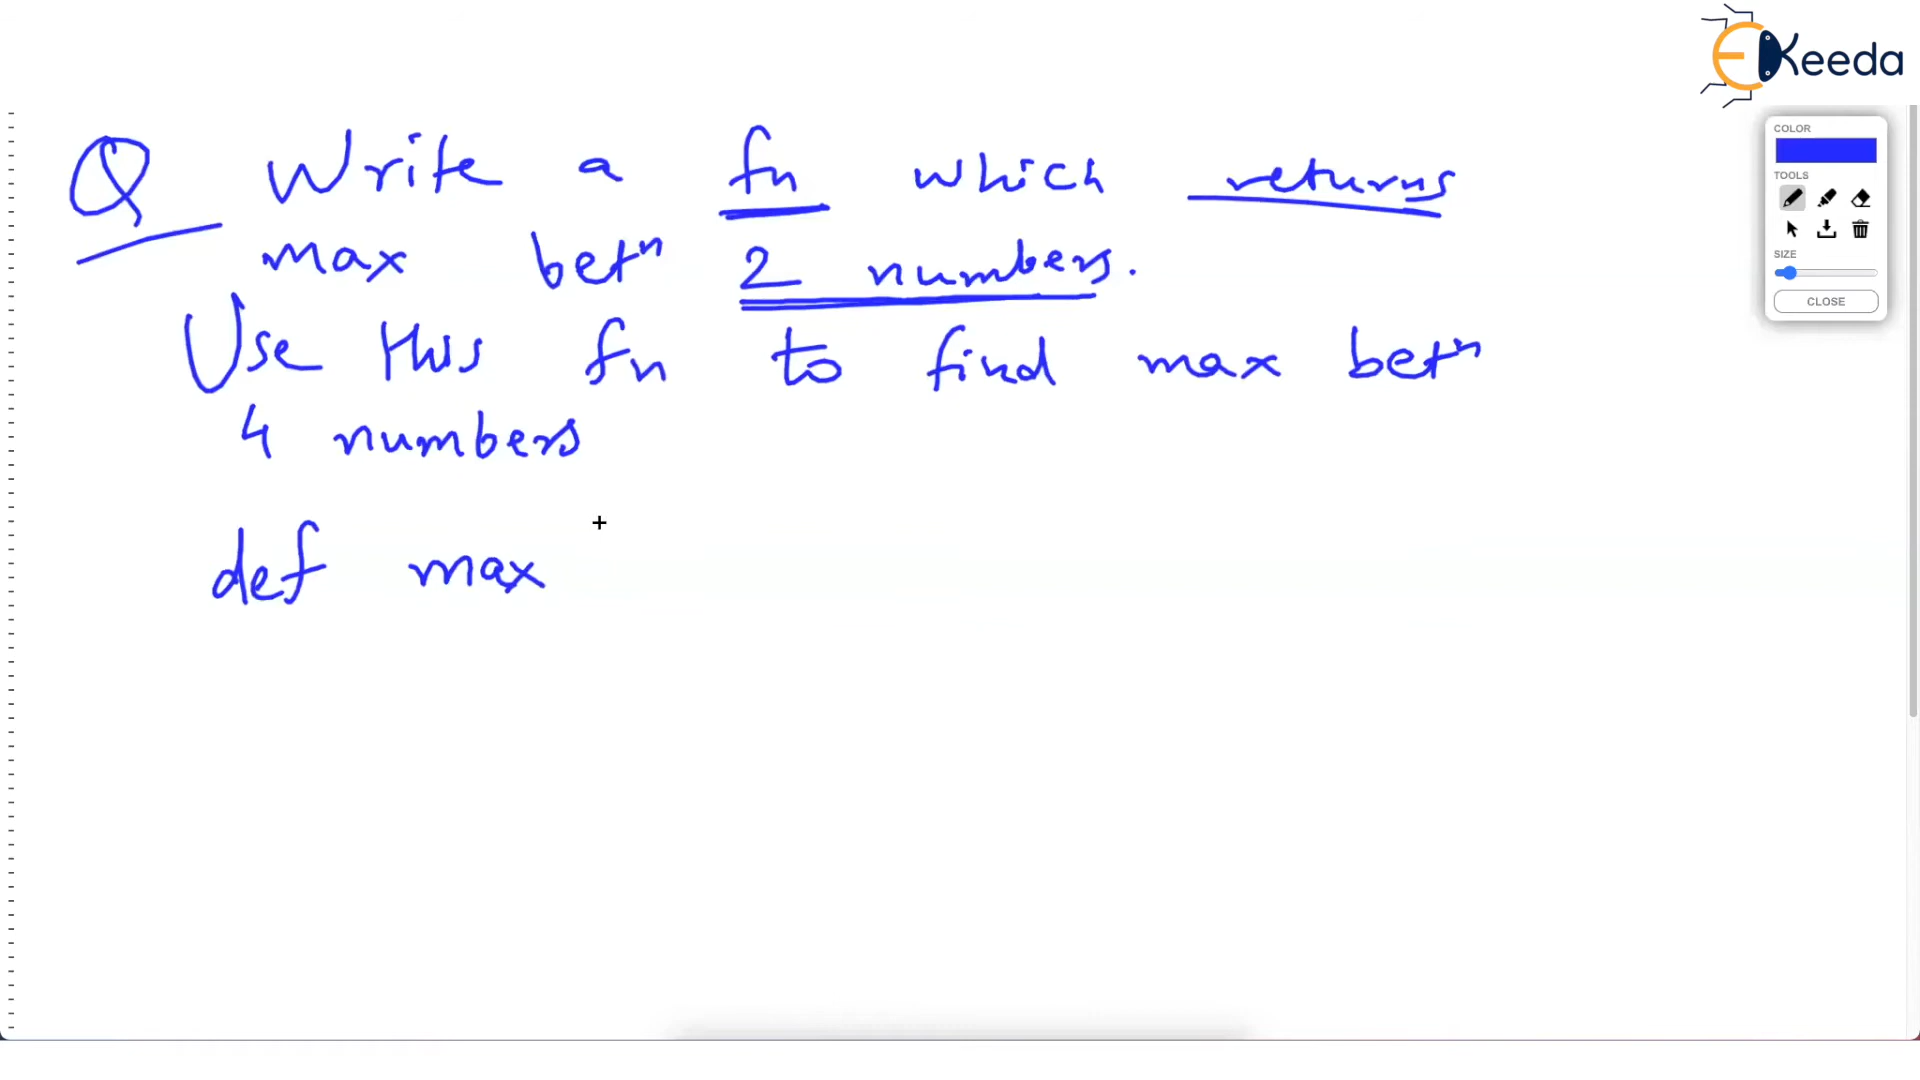 EKeeda
Q Write a fn which returns
max betⁿ 2 numbers.
Use this fn to find max betⁿ
4 numbers
def max
COLOR
TOOLS
SIZE
CLOSE